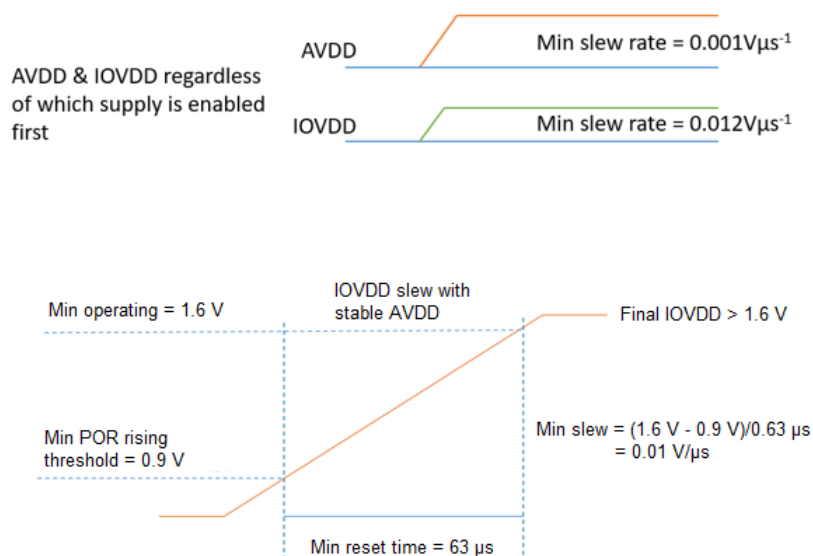 AVDD & IOVDD regardless
of which supply is enabled
first
AVDD
Min slew rate = 0.001Vµs⁻¹
IOVDD
Min slew rate = 0.012Vµs⁻¹
Min operating = 1.6 V
IOVDD slew with
stable AVDD
Final IOVDD > 1.6 V
Min POR rising
threshold = 0.9 V
Min slew = (1.6 V - 0.9 V)/0.63 µs
= 0.01 V/µs
Min reset time = 63 µs